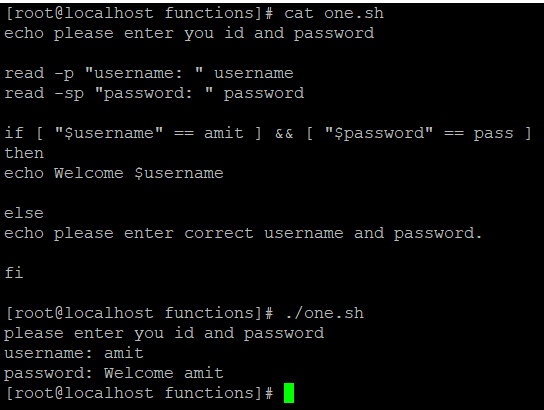 [root@localhost functions]# cat one.sh
echo please enter you id and password
read -p "username: " username
read -sp "password: " password
if [ "$username" == amit ] && [ "$password" == pass ]
then
echo Welcome $username
else
echo please enter correct username and password.
fi
[root@localhost functions]# ./one.sh
please enter you id and password
username: amit
password: Welcome amit
[root@localhost functions]#